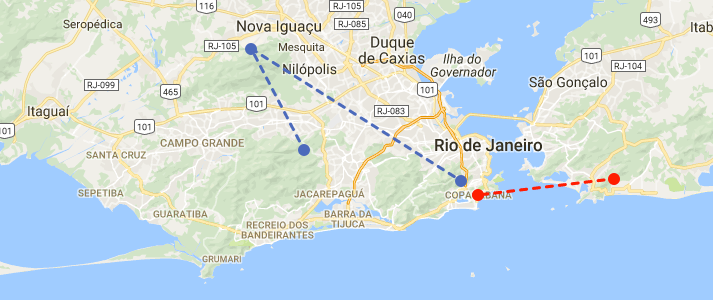 116
RJ-105
040
493
Seropédica
Nova Iguaçu
RJ-085
Itab
RJ-105
Mesquita
Duque
de Caxias
101
Ilha do
Governador
RJ-104
Nilópolis
São Gonçalo
RJ-099
465
101
101
Itaguaí
101
RJ-083
101
101
CAMPO GRANDE
Rio de Janeiro
SANTA CRUZ
SEPETIBA
JACAREPAGUÁ
COPACABANA
GUARATIBA
BARRA DA
TIJUCA
RECREIO DOS
BANDEIRANTES
GRUMARI